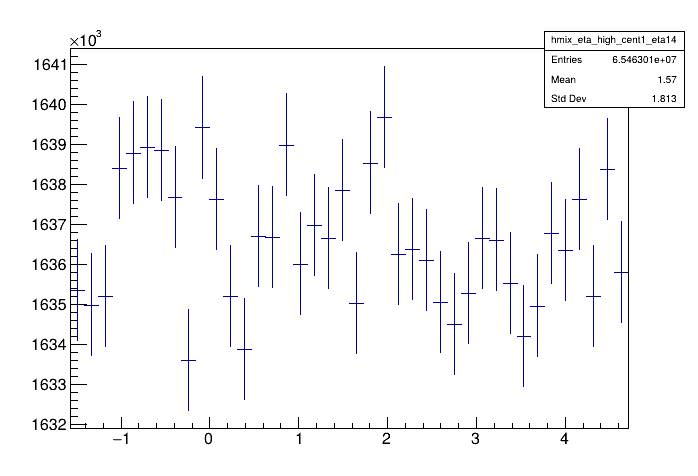 ×10³
hmix_eta_high_cent1_eta14
Entries 6.546301e+07
Mean 1.57
Std Dev 1.813
1641
1640
1639
1638
1637
1636
1635
1634
1633
1632
−1 0 1 2 3 4